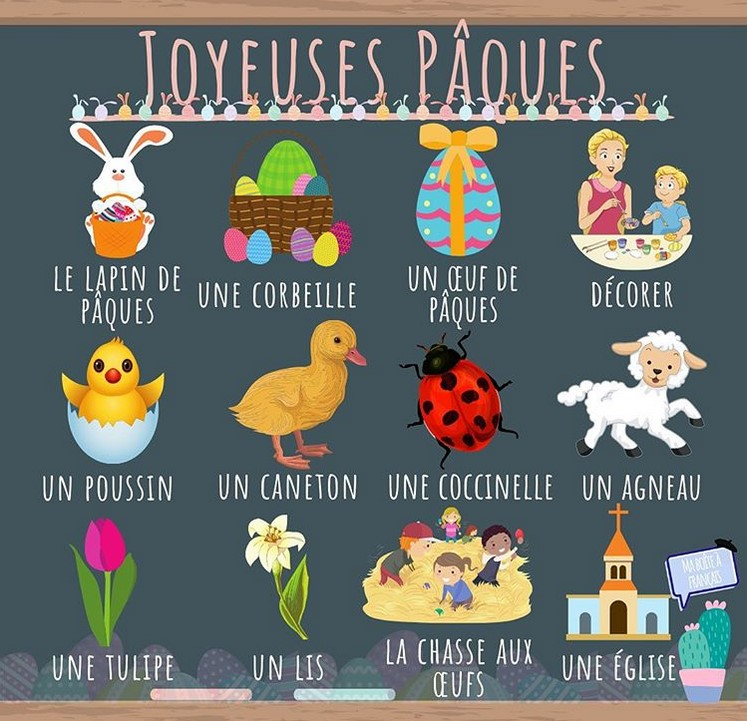 JOYEUSES PÂQUES
LE LAPIN DE
PÂQUES
UNE CORBEILLE
UN ŒUF DE
PÂQUES
DÉCORER
UN POUSSIN
UN CANETON
UNE COCCINELLE
UN AGNEAU
UNE TULIPE
UN LIS
LA CHASSE AUX
ŒUFS
UNE ÉGLISE
MA BOÎTE À
FRANÇAIS